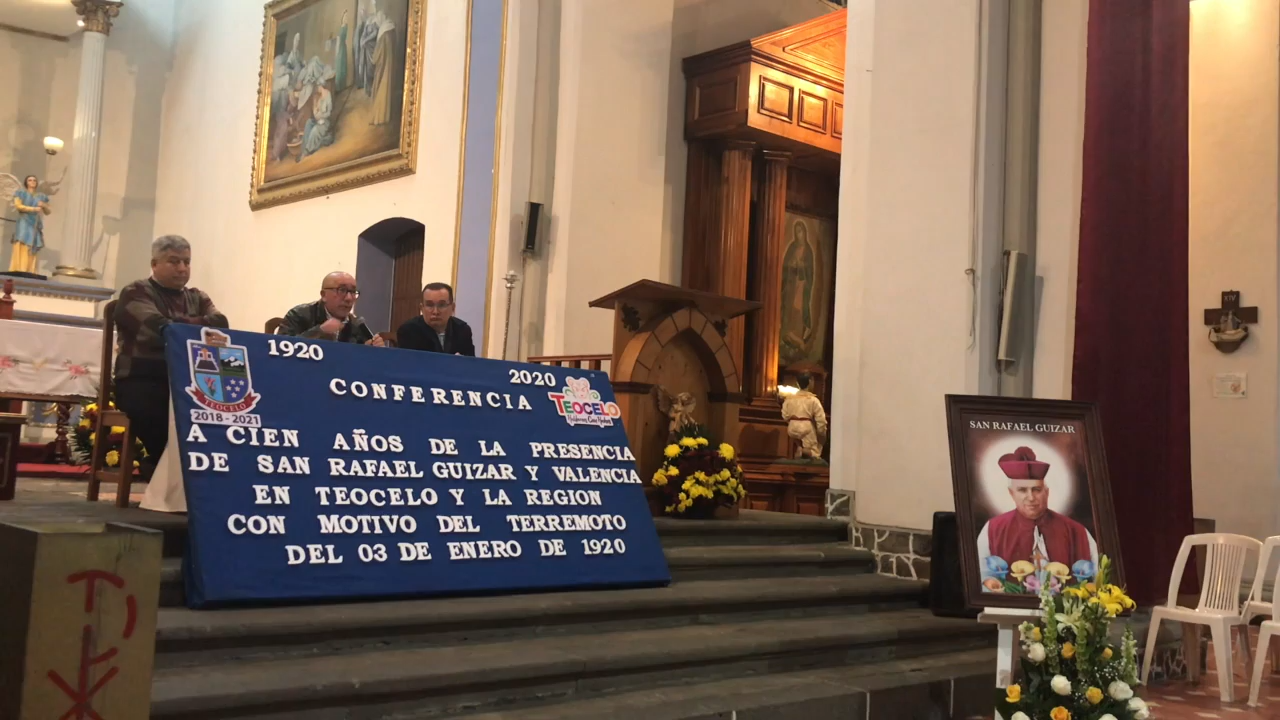 1920
2020
CONFERENCIA
TEOCELO
2018 - 2021
TEOCELO
A CIEN AÑOS DE LA PRESENCIA
DE SAN RAFAEL GUIZAR Y VALENCIA
EN TEOCELO Y LA REGION
CON MOTIVO DEL TERREMOTO
DEL 03 DE ENERO DE 1920
SAN RAFAEL GUIZAR
XIV